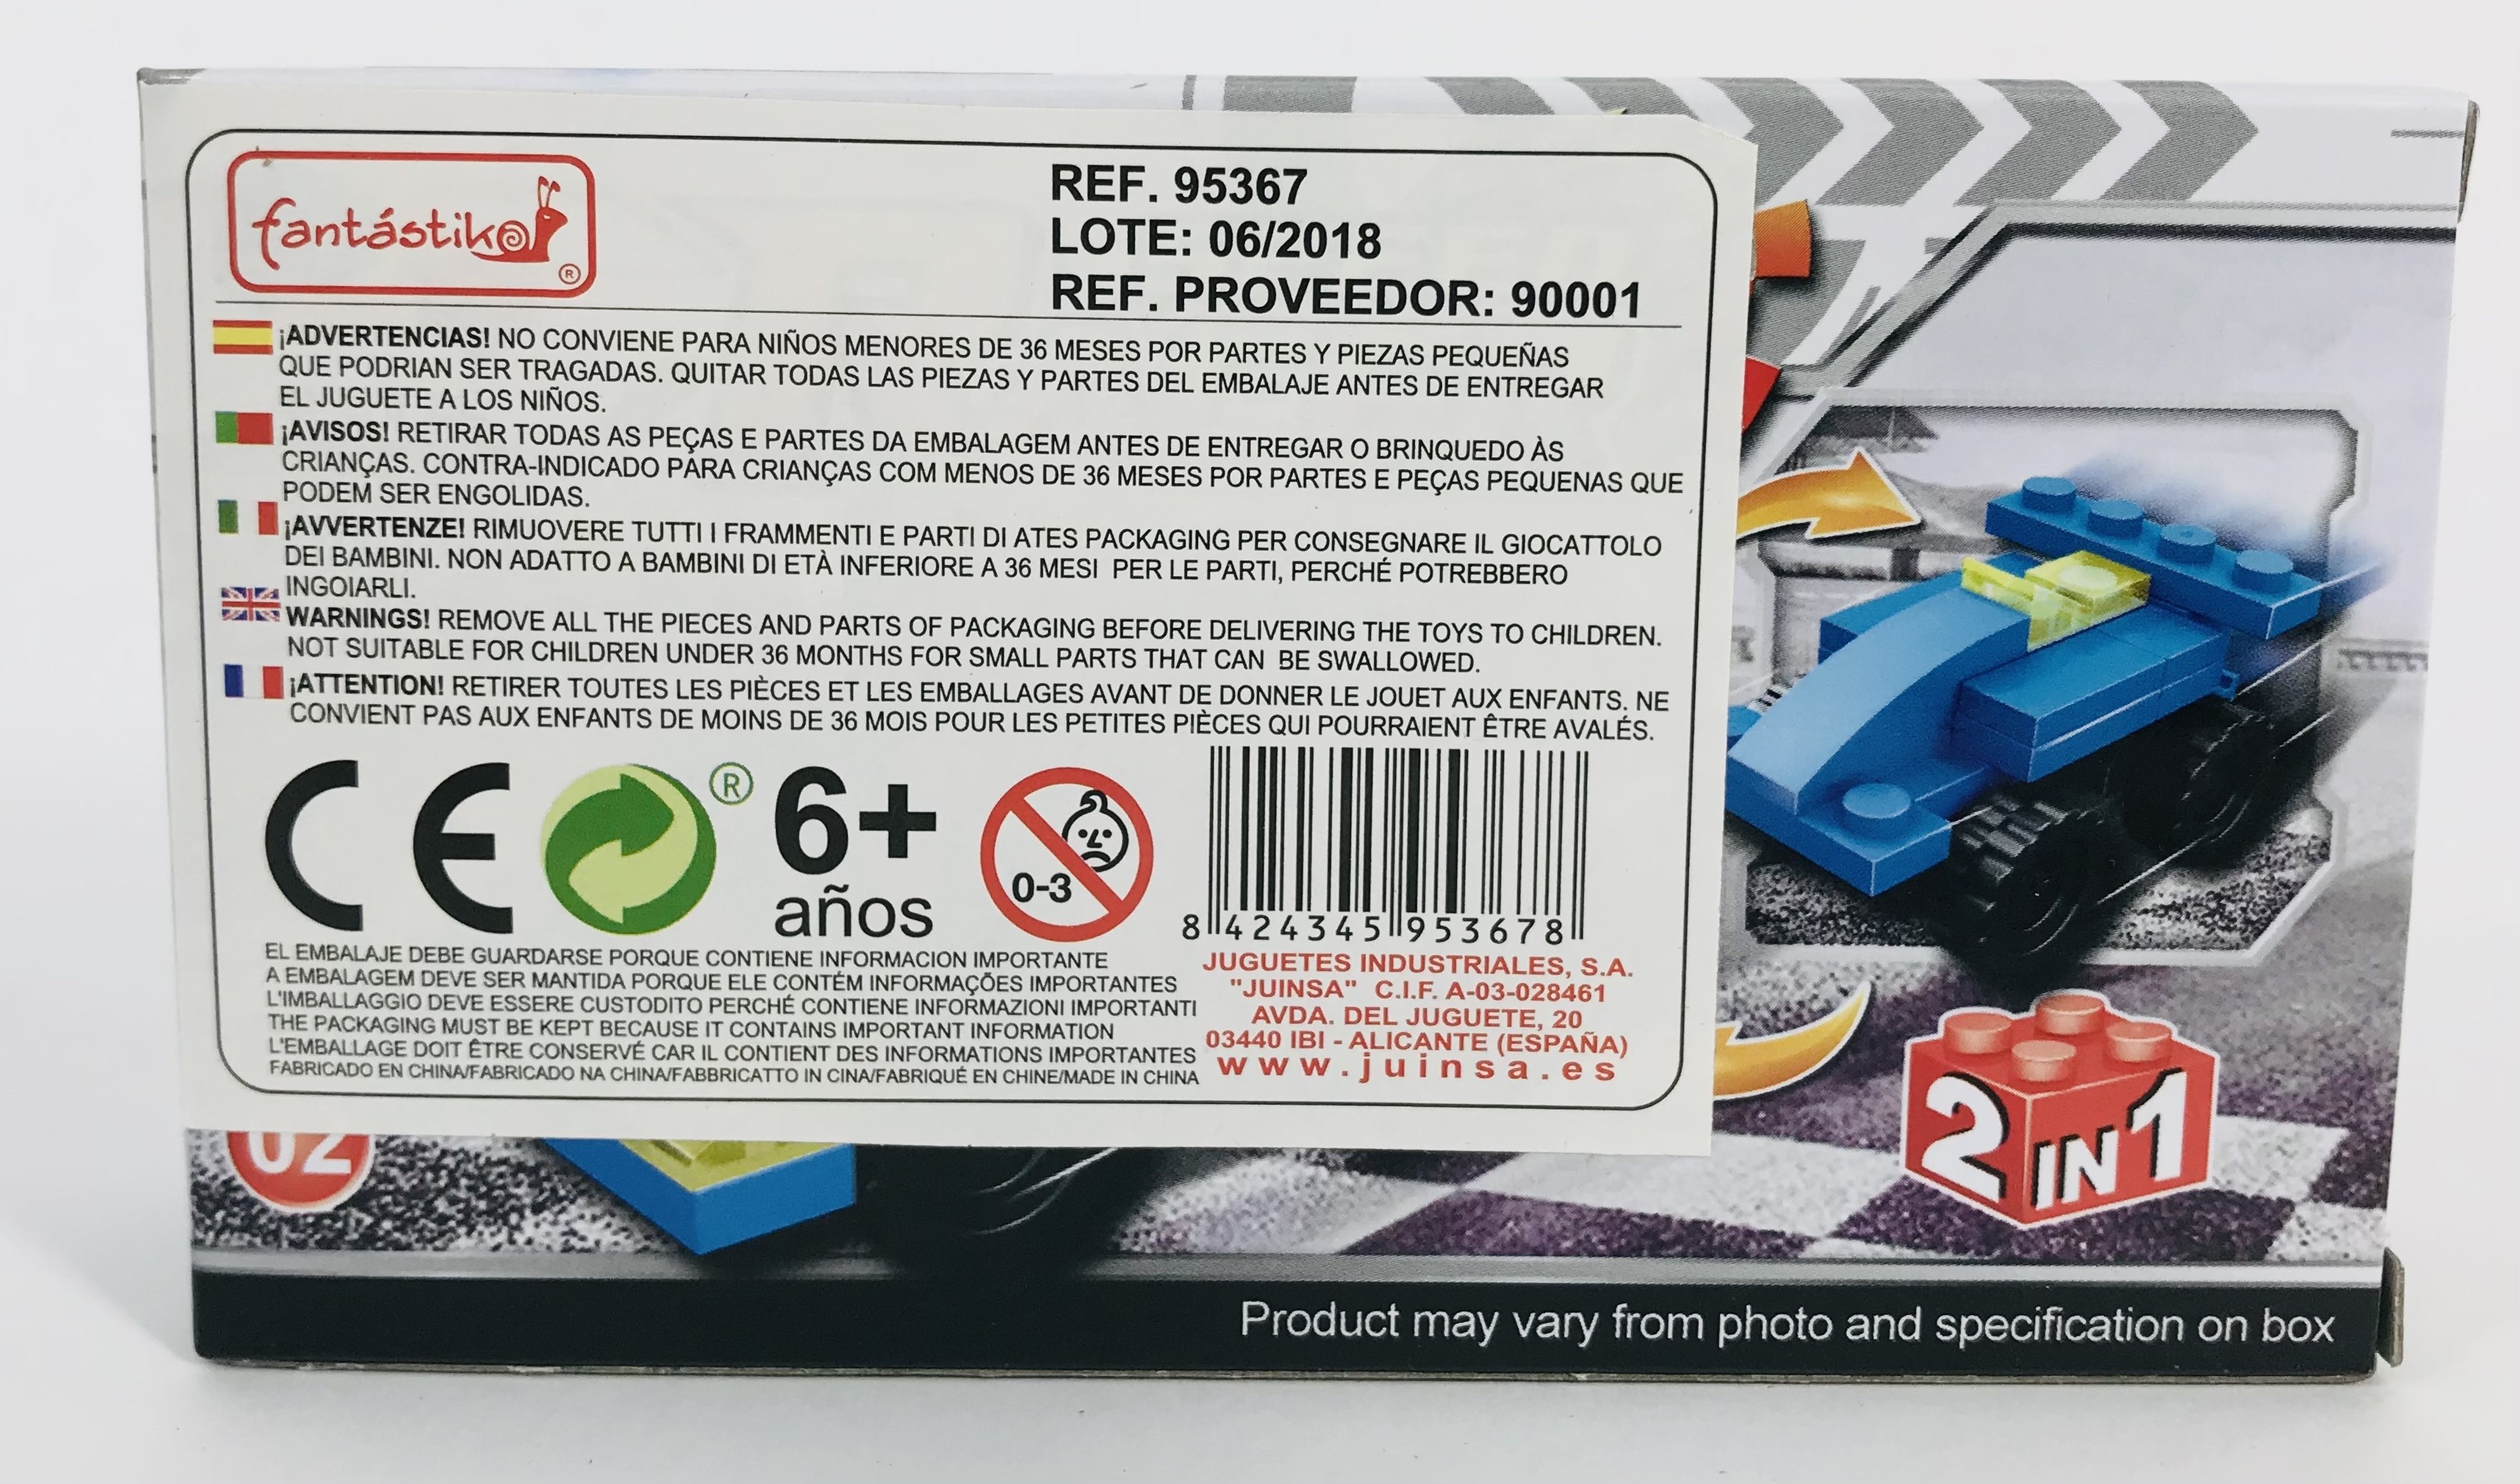 fantástiko®
REF. 95367
LOTE: 06/2018
REF. PROVEEDOR: 90001
¡ADVERTENCIAS! NO CONVIENE PARA NIÑOS MENORES DE 36 MESES POR PARTES Y PIEZAS PEQUEÑAS
QUE PODRIAN SER TRAGADAS. QUITAR TODAS LAS PIEZAS Y PARTES DEL EMBALAJE ANTES DE ENTREGAR
EL JUGUETE A LOS NIÑOS.
¡AVISOS! RETIRAR TODAS AS PEÇAS E PARTES DA EMBALAGEM ANTES DE ENTREGAR O BRINQUEDO ÀS
CRIANÇAS. CONTRA-INDICADO PARA CRIANÇAS COM MENOS DE 36 MESES POR PARTES E PEÇAS PEQUENAS QUE
PODEM SER ENGOLIDAS.
¡AVVERTENZE! RIMUOVERE TUTTI I FRAMMENTI E PARTI DI ATES PACKAGING PER CONSEGNARE IL GIOCATTOLO
DEI BAMBINI. NON ADATTO A BAMBINI DI ETÀ INFERIORE A 36 MESI PER LE PARTI, PERCHÉ POTREBBERO
INGOIARLI.
WARNINGS! REMOVE ALL THE PIECES AND PARTS OF PACKAGING BEFORE DELIVERING THE TOYS TO CHILDREN.
NOT SUITABLE FOR CHILDREN UNDER 36 MONTHS FOR SMALL PARTS THAT CAN BE SWALLOWED.
¡ATTENTION! RETIRER TOUTES LES PIÈCES ET LES EMBALLAGES AVANT DE DONNER LE JOUET AUX ENFANTS. NE
CONVIENT PAS AUX ENFANTS DE MOINS DE 36 MOIS POUR LES PETITES PIÈCES QUI POURRAIENT ÊTRE AVALÉS.
CE
®
6+
años
0-3
8 424345 953678
EL EMBALAJE DEBE GUARDARSE PORQUE CONTIENE INFORMACION IMPORTANTE
A EMBALAGEM DEVE SER MANTIDA PORQUE ELE CONTÉM INFORMAÇÕES IMPORTANTES
L'IMBALLAGGIO DEVE ESSERE CUSTODITO PERCHÉ CONTIENE INFORMAZIONI IMPORTANTI
THE PACKAGING MUST BE KEPT BECAUSE IT CONTAINS IMPORTANT INFORMATION
L'EMBALLAGE DOIT ÊTRE CONSERVÉ CAR IL CONTIENT DES INFORMATIONS IMPORTANTES
FABRICADO EN CHINA/FABRICADO NA CHINA/FABBRICATTO IN CINA/FABRIQUÉ EN CHINE/MADE IN CHINA
JUGUETES INDUSTRIALES, S.A.
"JUINSA" C.I.F. A-03-028461
AVDA. DEL JUGUETE, 20
03440 IBI - ALICANTE (ESPAÑA)
www.juinsa.es
02
2 IN 1
Product may vary from photo and specification on box